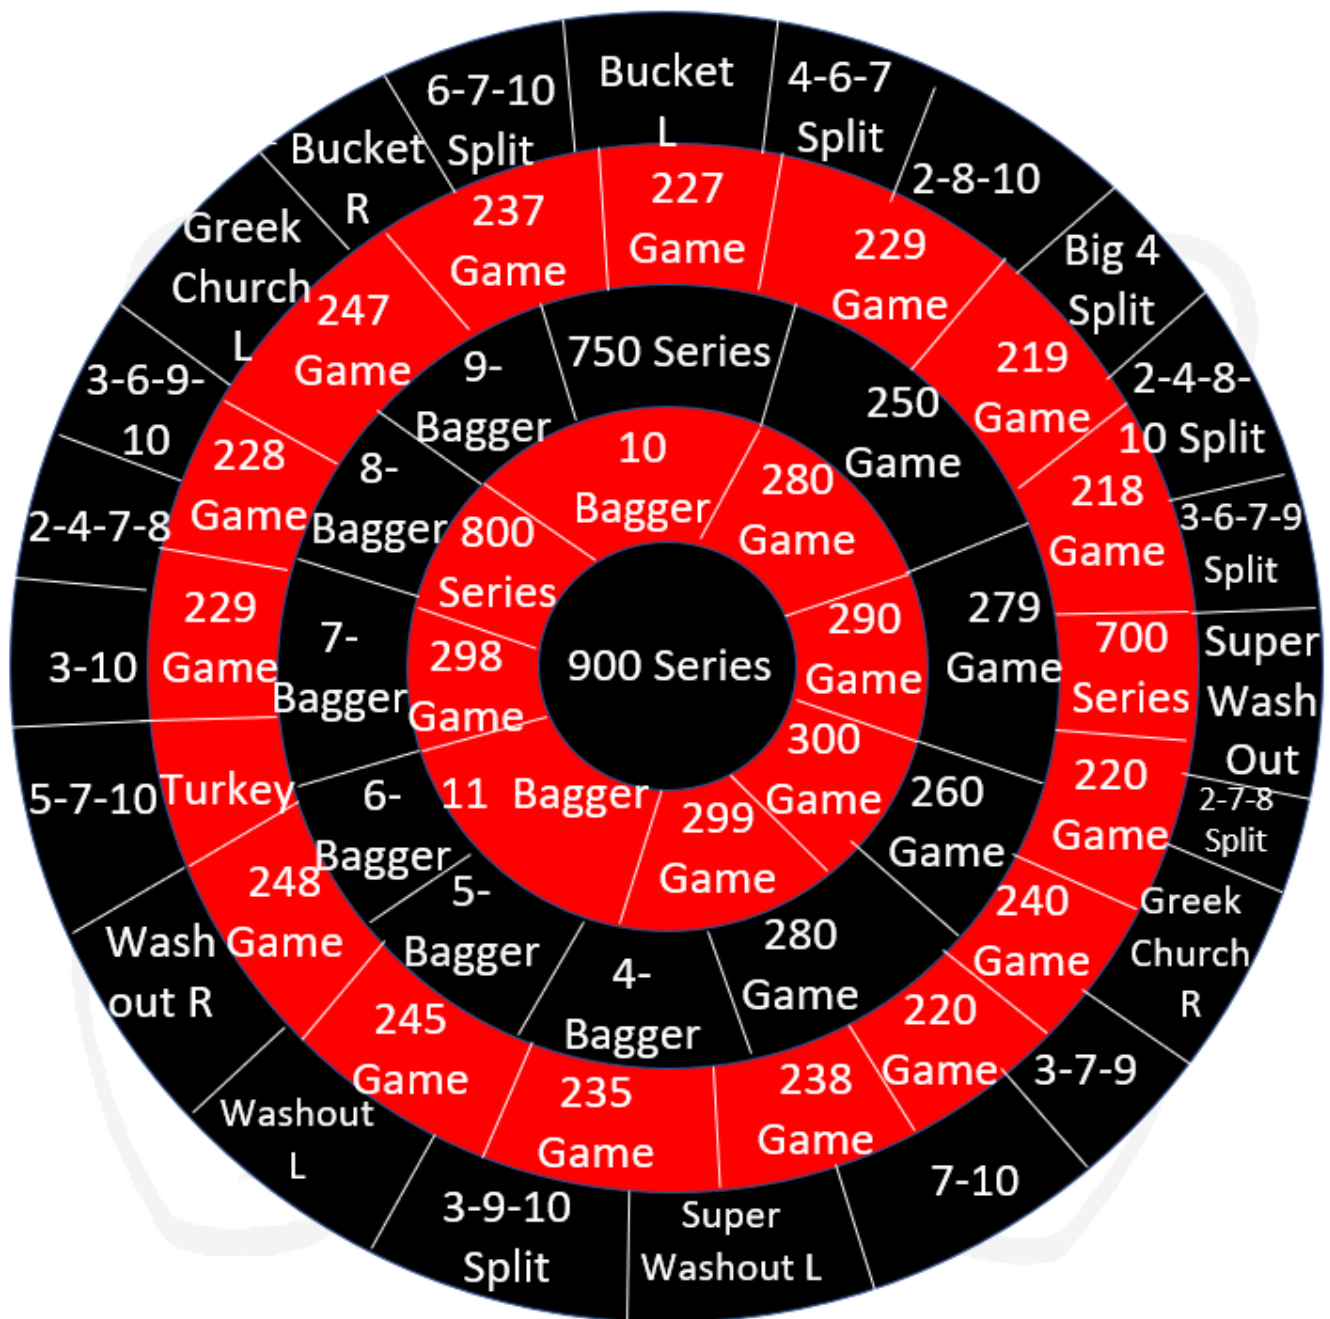 Bucket
L
4-6-7
Split
2-8-10
Big 4
Split
2-4-8-
10 Split
3-6-7-9
Split
Super
Wash
Out
2-7-8
Split
Greek
Church
R
3-7-9
7-10
Super
Washout L
3-9-10
Split
Washout
L
Wash
out R
5-7-10
3-10
2-4-7-8
3-6-9-
10
Greek
Church
L
Bucket
R
6-7-10
Split
227
Game
229
Game
219
Game
218
Game
700
Series
220
Game
240
Game
220
Game
238
Game
235
Game
245
Game
248
Game
Turkey
229
Game
228
Game
247
Game
237
Game
750 Series
250
Game
279
Game
260
Game
280
Game
4-
Bagger
5-
Bagger
6-
Bagger
7-
Bagger
8-
Bagger
9-
Bagger
10
Bagger
280
Game
290
Game
300
Game
299
Game
11 Bagger
298
Game
800
Series
900 Series